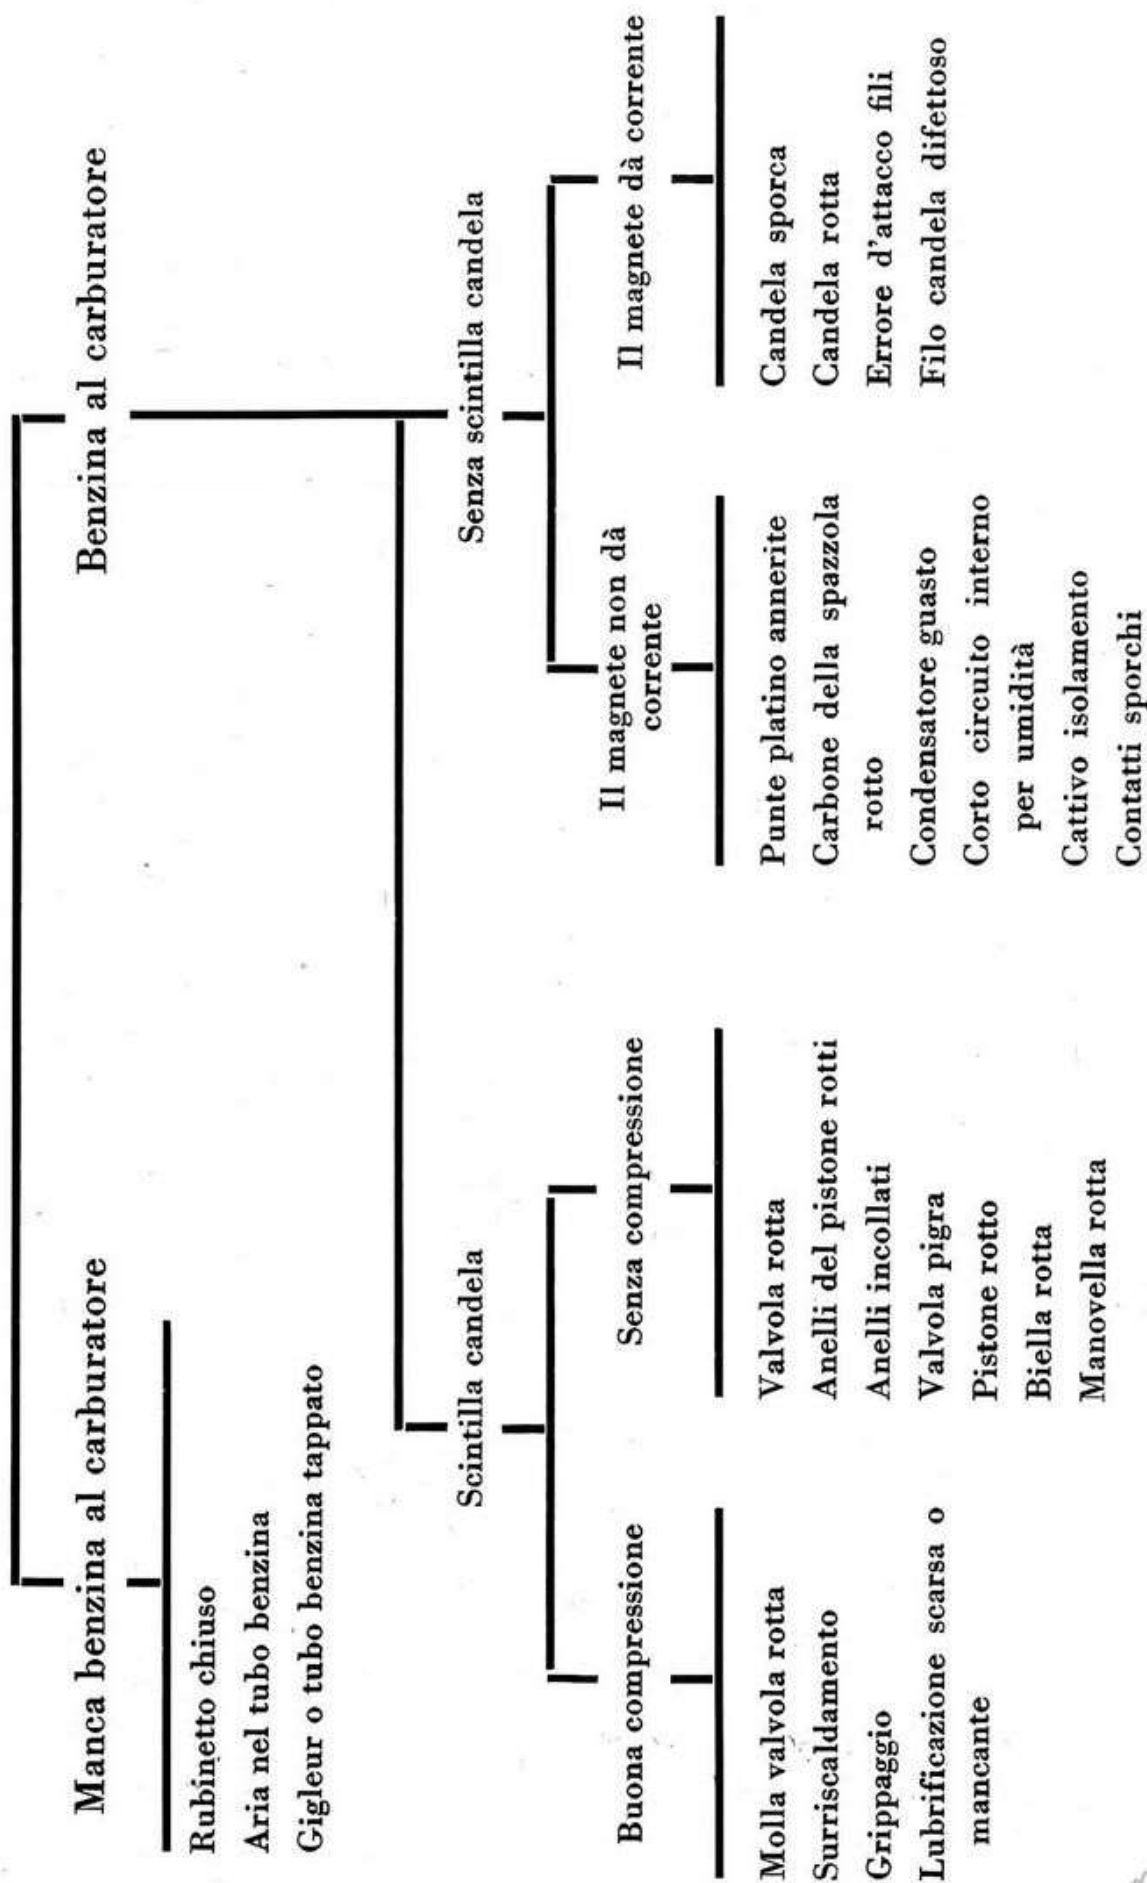 Manca benzina al carburatore
Benzina al carburatore
Rubinetto chiuso
Aria nel tubo benzina
Gigleur o tubo benzina tappato
Scintilla candela
Senza scintilla candela
Buona compressione
Senza compressione
Il magnete non dà
corrente
Il magnete dà corrente
Molla valvola rotta
Surriscaldamento
Grippaggio
Lubrificazione scarsa o
mancante
Valvola rotta
Anelli del pistone rotti
Anelli incollati
Valvola pigra
Pistone rotto
Biella rotta
Manovella rotta
Punte platino annerite
Carbone della spazzola
rotto
Condensatore guasto
Corto circuito interno
per umidità
Cattivo isolamento
Contatti sporchi
Candela sporca
Candela rotta
Errore d'attacco fili
Filo candela difettoso